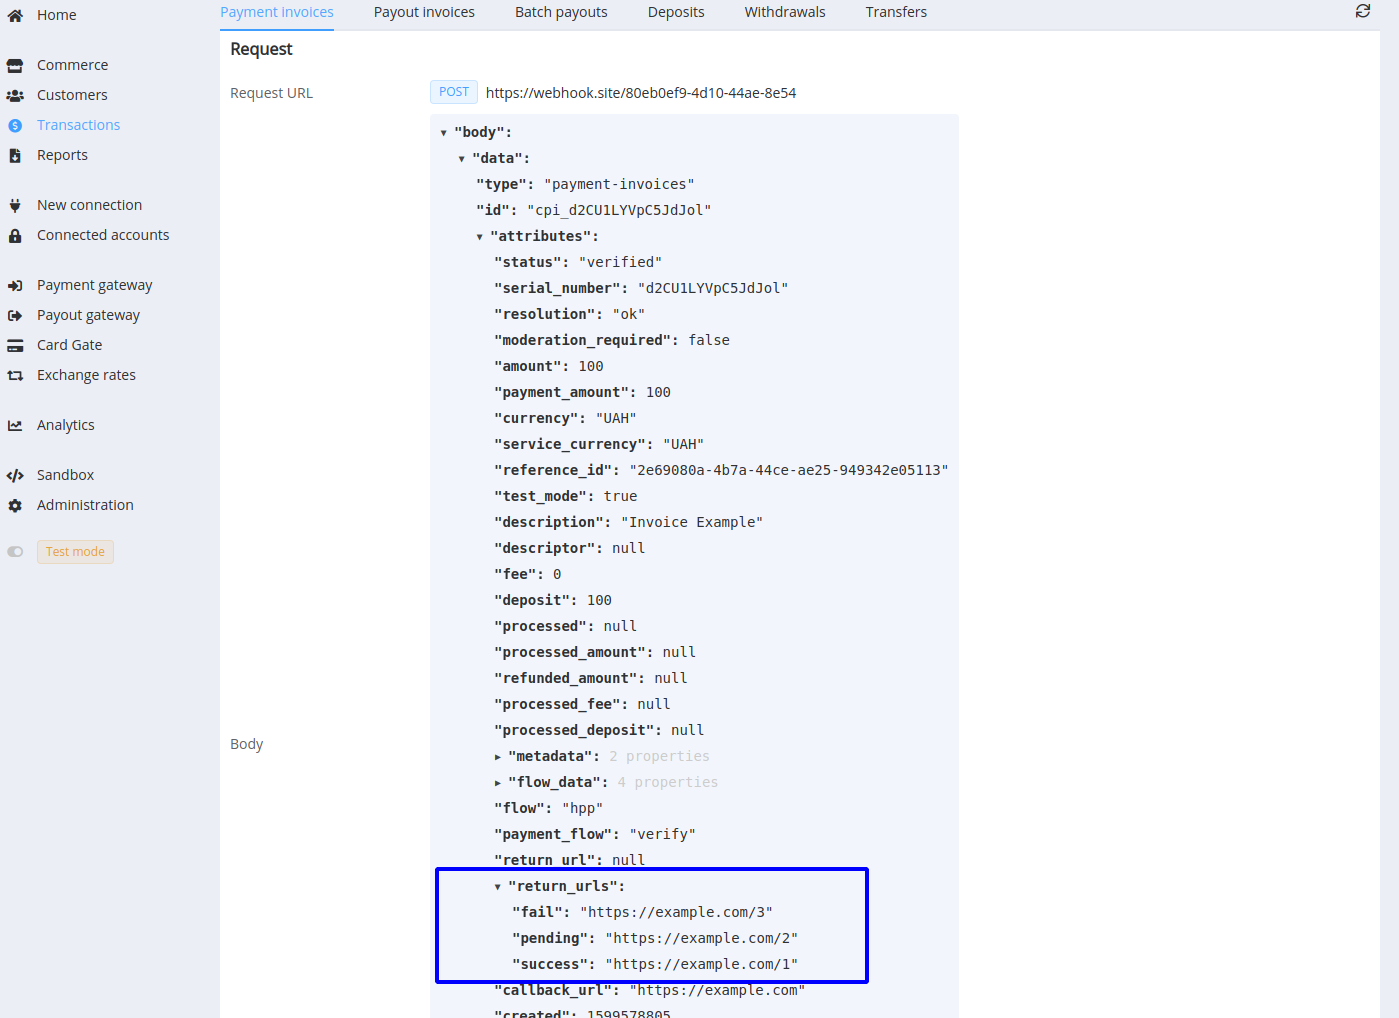 Home
Commerce
Customers
Transactions
Reports
New connection
Connected accounts
Payment gateway
Payout gateway
Card Gate
Exchange rates
Analytics
Sandbox
Administration
Test mode
Payment invoices Payout invoices Batch payouts Deposits Withdrawals Transfers
Request
Request URL POST https://webhook.site/80eb0ef9-4d10-44ae-8e54
Body
"body":
"data":
"type": "payment-invoices"
"id": "cpi_d2CU1LYVpC5JdJol"
"attributes":
"status": "verified"
"serial_number": "d2CU1LYVpC5JdJol"
"resolution": "ok"
"moderation_required": false
"amount": 100
"payment_amount": 100
"currency": "UAH"
"service_currency": "UAH"
"reference_id": "2e69080a-4b7a-44ce-ae25-949342e05113"
"test_mode": true
"description": "Invoice Example"
"descriptor": null
"fee": 0
"deposit": 100
"processed": null
"processed_amount": null
"refunded_amount": null
"processed_fee": null
"processed_deposit": null
"metadata": 2 properties
"flow_data": 4 properties
"flow": "hpp"
"payment_flow": "verify"
"return_url": null
"return_urls":
"fail": "https://example.com/3"
"pending": "https://example.com/2"
"success": "https://example.com/1"
"callback_url": "https://example.com"
"created": 1599578805